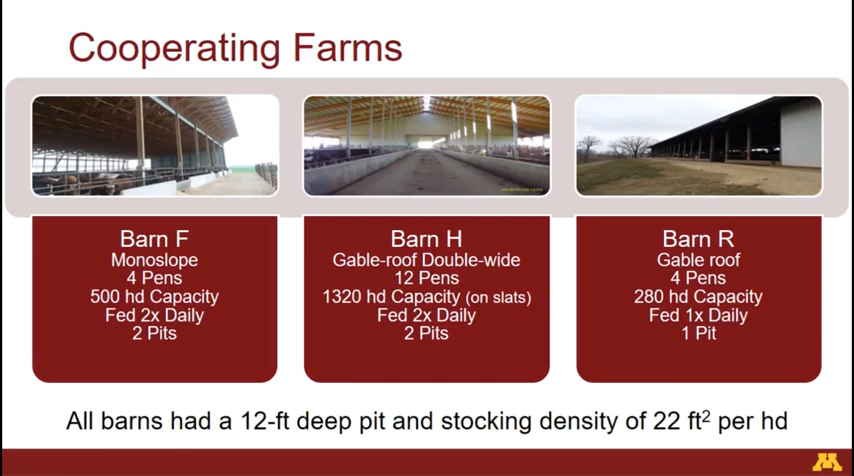 Cooperating Farms
Barn F
Monoslope
4 Pens
500 hd Capacity
Fed 2x Daily
2 Pits
Barn H
Gable-roof Double-wide
12 Pens
1320 hd Capacity (on slats)
Fed 2x Daily
2 Pits
Barn R
Gable roof
4 Pens
280 hd Capacity
Fed 1x Daily
1 Pit
All barns had a 12-ft deep pit and stocking density of 22 ft² per hd
M